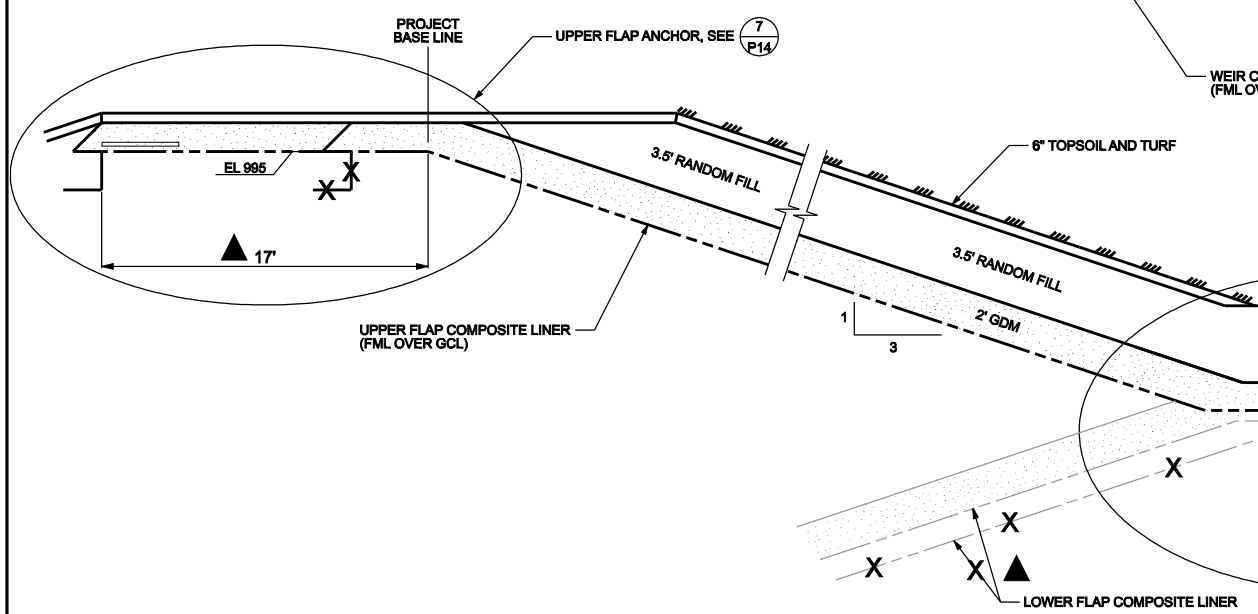 PROJECT
BASE LINE
UPPER FLAP ANCHOR, SEE
7
P14
WEIR C
(FML OV
6" TOPSOIL AND TURF
3.5' RANDOM FILL
EL 995
X
X
17'
3.5' RANDOM FILL
UPPER FLAP COMPOSITE LINER
(FML OVER GCL)
1
3
2' GDM
X
X
X
X
LOWER FLAP COMPOSITE LINER